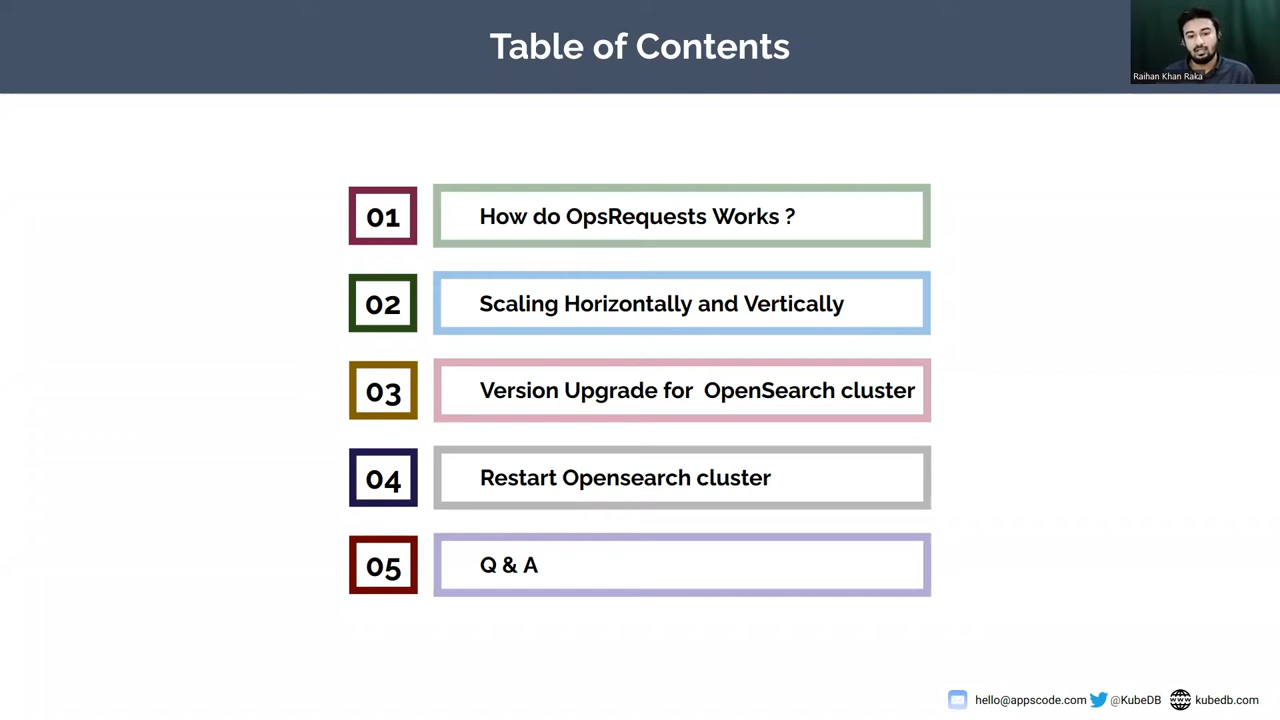 Table of Contents
Raihan Khan Raka
01 How do OpsRequests Works ?
02 Scaling Horizontally and Vertically
03 Version Upgrade for OpenSearch cluster
04 Restart Opensearch cluster
05 Q & A
hello@appscode.com @KubeDB kubedb.com